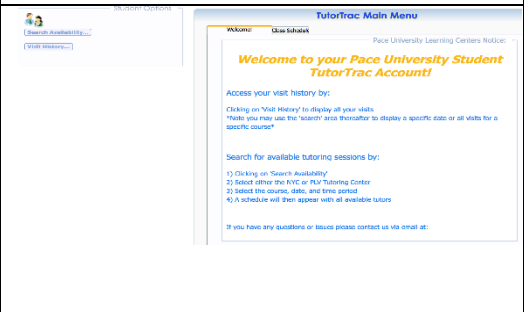 Student Options
Search Availability...
Visit History...
TutorTrac Main Menu
Welcome!
Class Schedule
Pace University Learning Centers Notice:
Welcome to your Pace University Student
TutorTrac Account!
Access your visit history by:
Clicking on 'Visit History' to display all your visits
*Note you may use the 'search' area thereafter to display a specific date or all visits for a
specific course*
Search for available tutoring sessions by:
1) Clicking on 'Search Availability'
2) Select either the NYC or PLV Tutoring Center
3) Select the course, date, and time period
4) A schedule will then appear with all available tutors
If you have any questions or issues please contact us via email at: